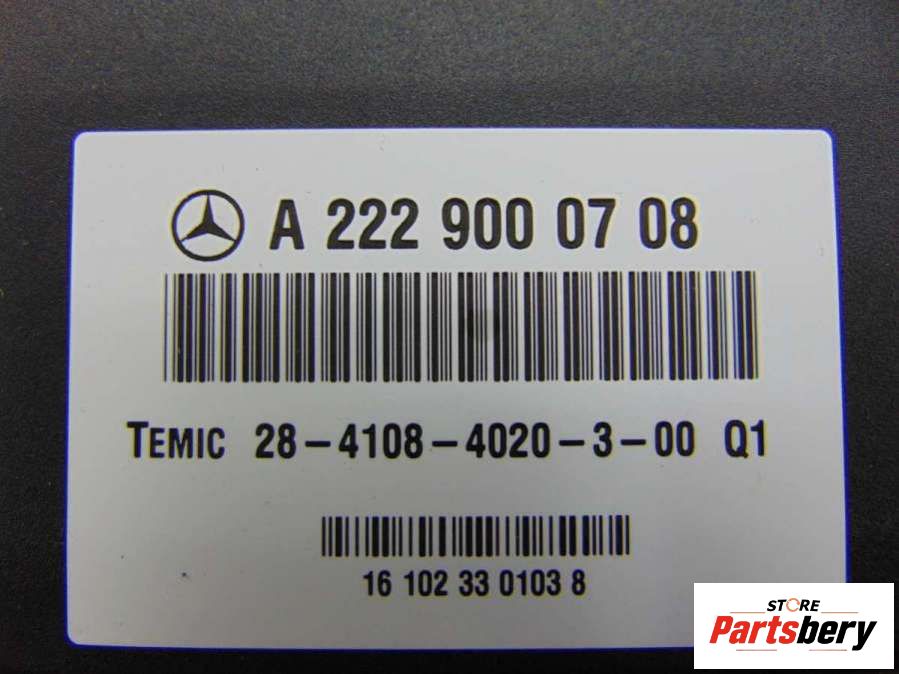 A 222 900 07 08
TEMIC 28-4108-4020-3-00 Q1
16 102 33 0103 8
STORE
Partsbery